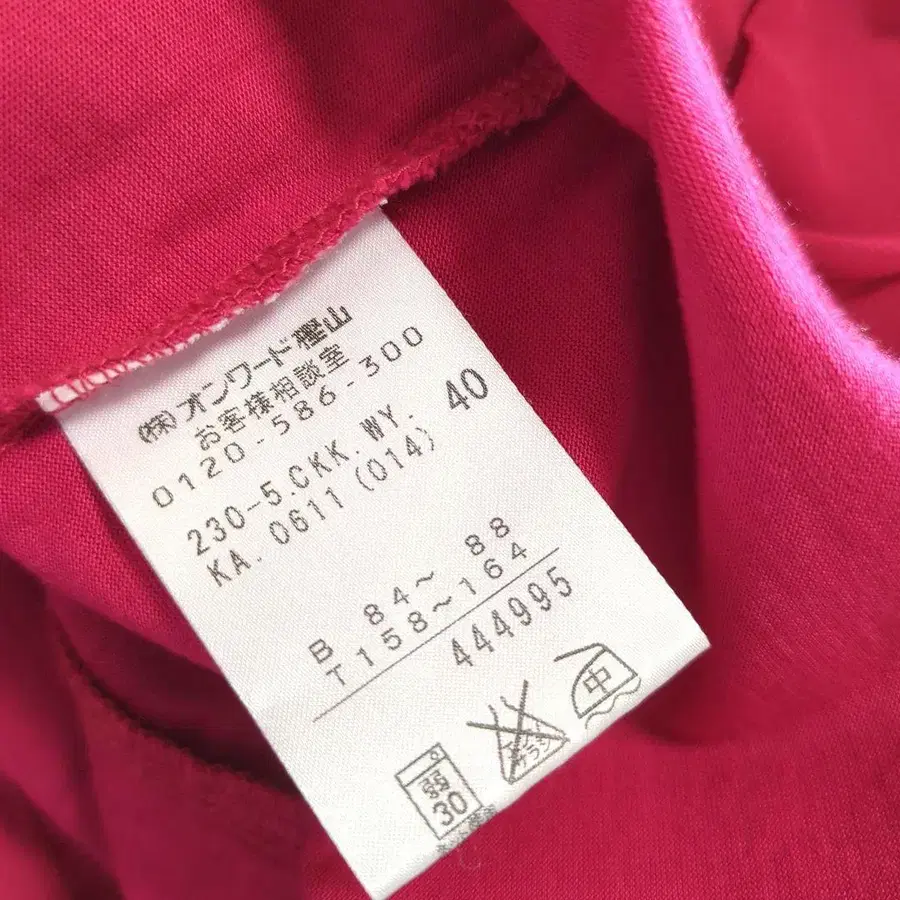 ㈱オンワード樫山
お客様相談室
0120-586-300
230-5.CKK.WY. 40
KA. 0611 (014)
B 84～ 88
T158～164
444995
弱
30
中